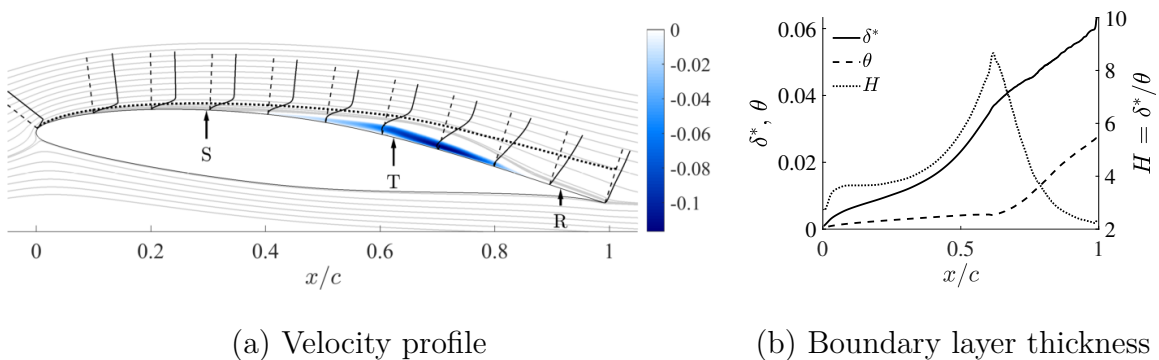 0
-0.02
-0.04
-0.06
-0.08
-0.1
S
T
R
0 0.2 0.4 0.6 0.8 1
x/c
(a) Velocity profile
0.06
0.04
0.02
0
δ*, θ
δ*
θ
H
10
8
6
4
2
H = δ*/θ
0 0.5 1
x/c
(b) Boundary layer thickness